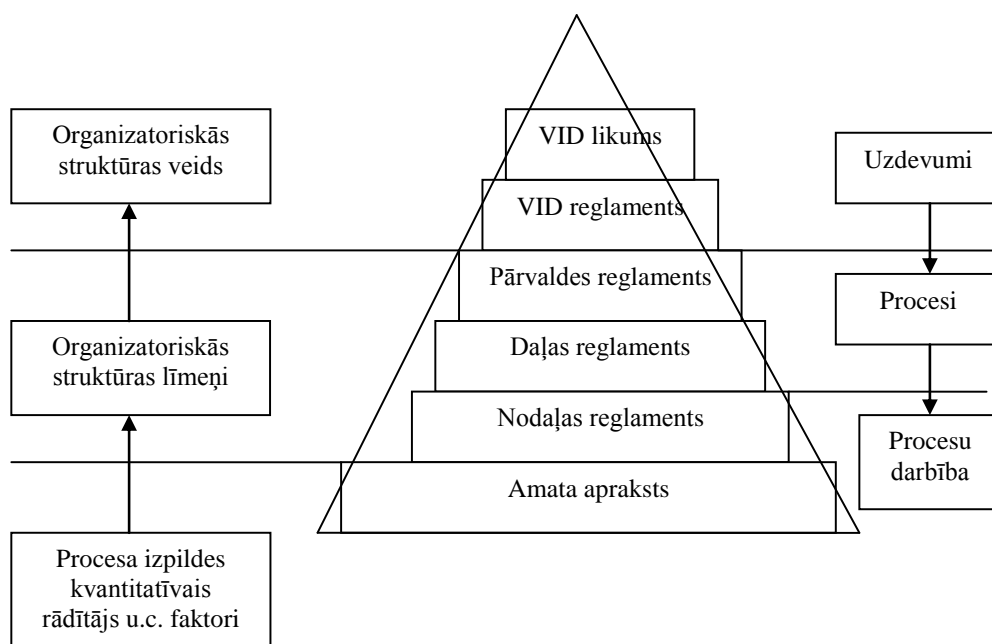 Organizatoriskās
struktūras veids
Organizatoriskās
struktūras līmeņi
Procesa izpildes
kvantitatīvais
rādītājs u.c. faktori
VID likums
VID reglaments
Pārvaldes reglaments
Daļas reglaments
Nodaļas reglaments
Amata apraksts
Uzdevumi
Procesi
Procesu
darbība